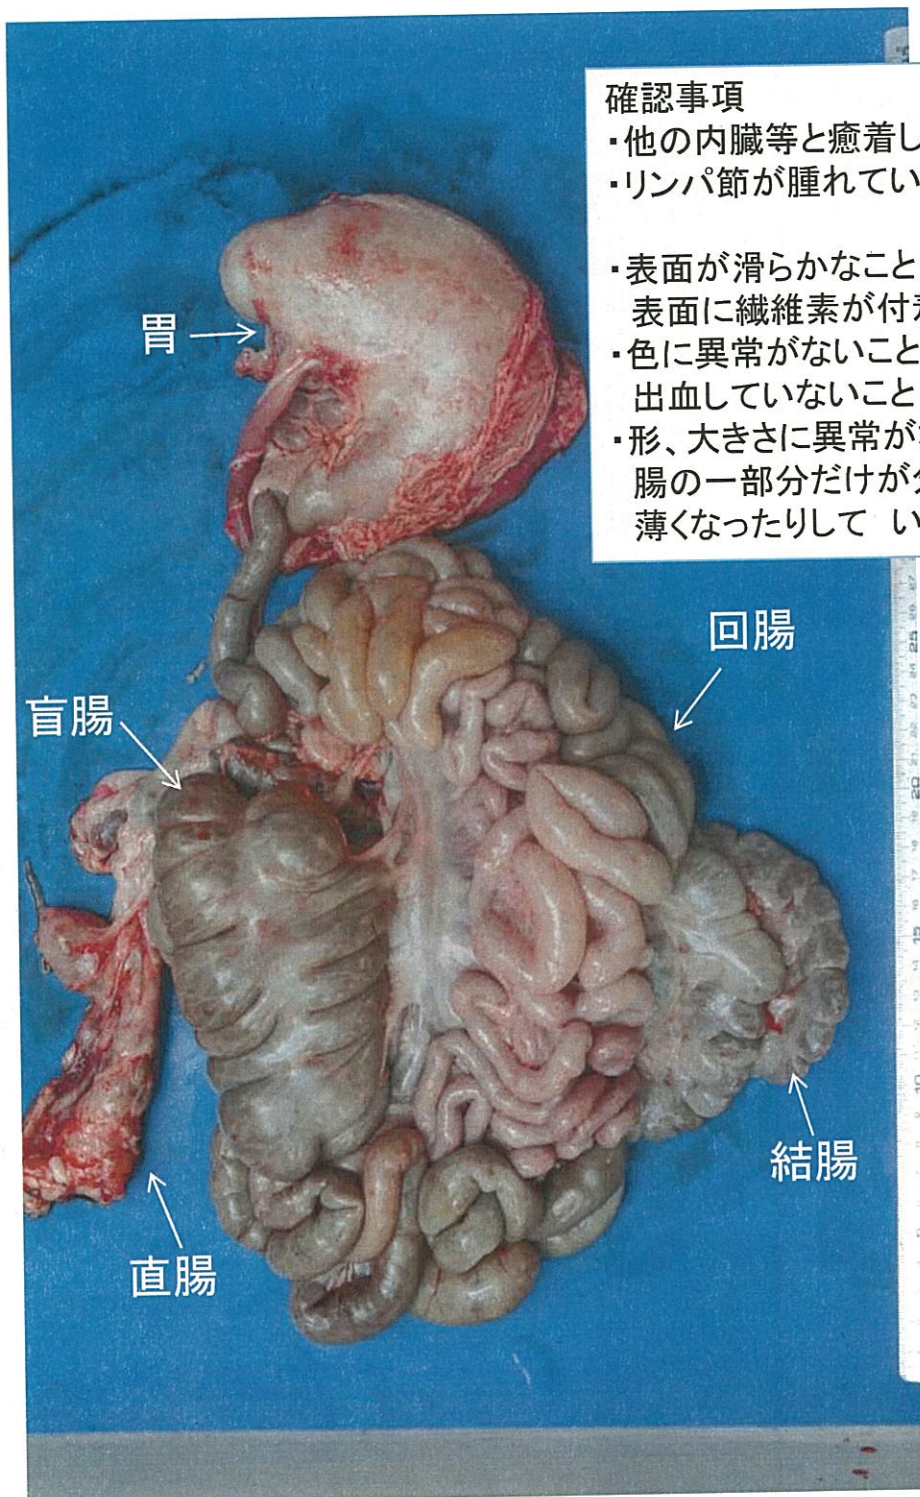 確認事項
・他の内臓等と癒着し
・リンパ節が腫れてい
・表面が滑らかなこと
表面に繊維素が付
・色に異常がないこと
出血していないこと
・形、大きさに異常が
腸の一部分だけが
薄くなったりして い
胃
回腸
盲腸
結腸
直腸
25
20
15
10